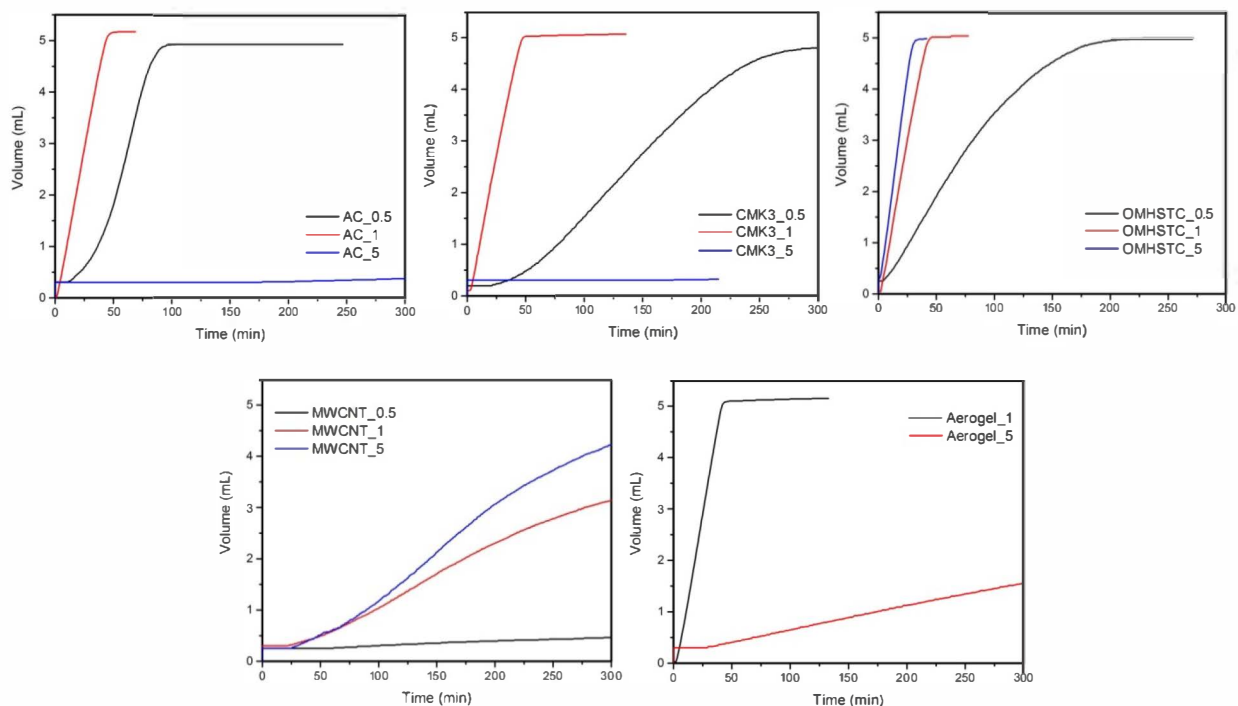 5
4
3
2
1
0
Volume (mL)
AC_0.5
AC_1
AC_5
0 50 100 150 200 250 300
Time (min)
5
4
3
2
1
0
Volume (mL)
CMK3_0.5
CMK3_1
CMK3_5
0 50 100 150 200 250 300
Time (min)
5
4
3
2
1
0
Volume (mL)
OMHSTC_0.5
OMHSTC_1
OMHSTC_5
0 50 100 150 200 250 300
Time (min)
5
4
3
2
1
0
Volume (mL)
MWCNT_0.5
MWCNT_1
MWCNT_5
0 50 100 150 200 250 300
Time (min)
5
4
3
2
1
0
Volume (mL)
Aerogel_1
Aerogel_5
0 50 100 150 200 250 300
Time (min)